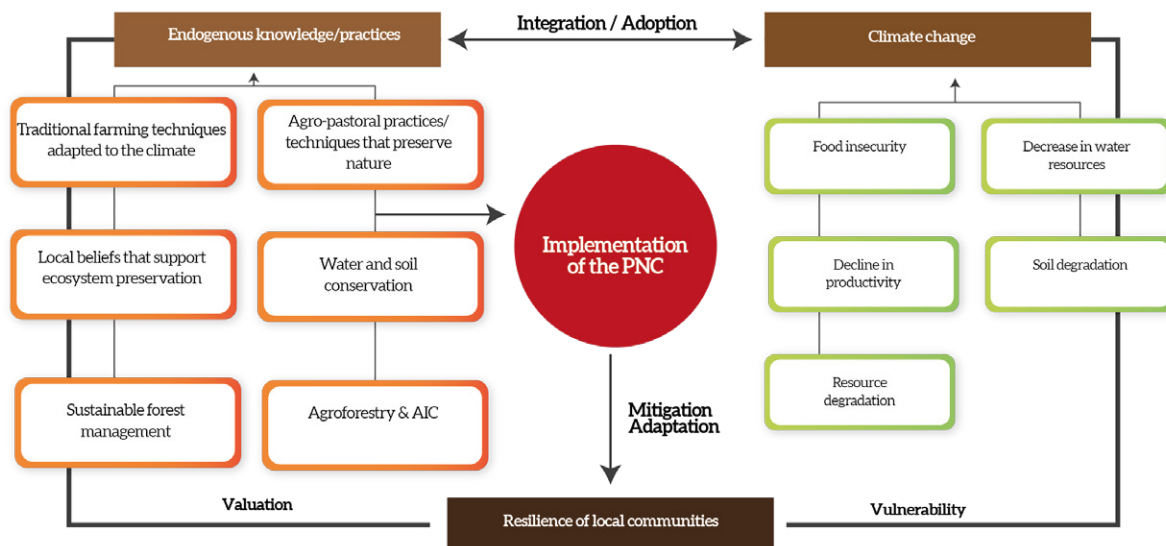 Endogenous knowledge/practices
Integration / Adoption
Climate change
Traditional farming techniques
adapted to the climate
Agro-pastoral practices/
techniques that preserve
nature
Food insecurity
Decrease in water
resources
Implementation
of the PNC
Local beliefs that support
ecosystem preservation
Water and soil
conservation
Decline in
productivity
Soil degradation
Sustainable forest
management
Agroforestry & AIC
Resource
degradation
Mitigation
Adaptation
Valuation
Resilience of local communities
Vulnerability